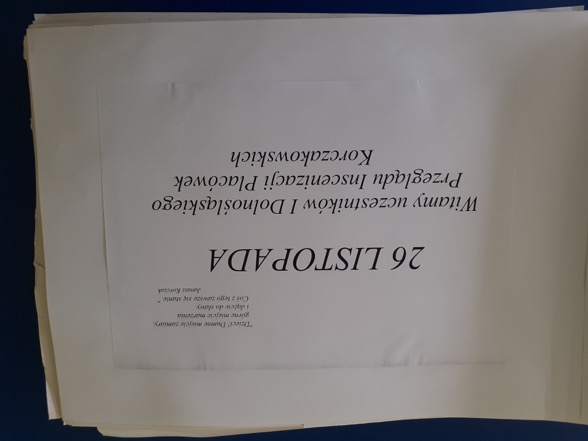 "Dzieci! Dumne miejcie zamiary,
górne miejcie marzenia
i dążcie do sławy.
Coś z tego zawsze się stanie"
Janusz Korczak
26 LISTOPADA
Witamy uczestników I Dolnośląskiego
Przeglądu Inscenizacji Placówek
Korczakowskich